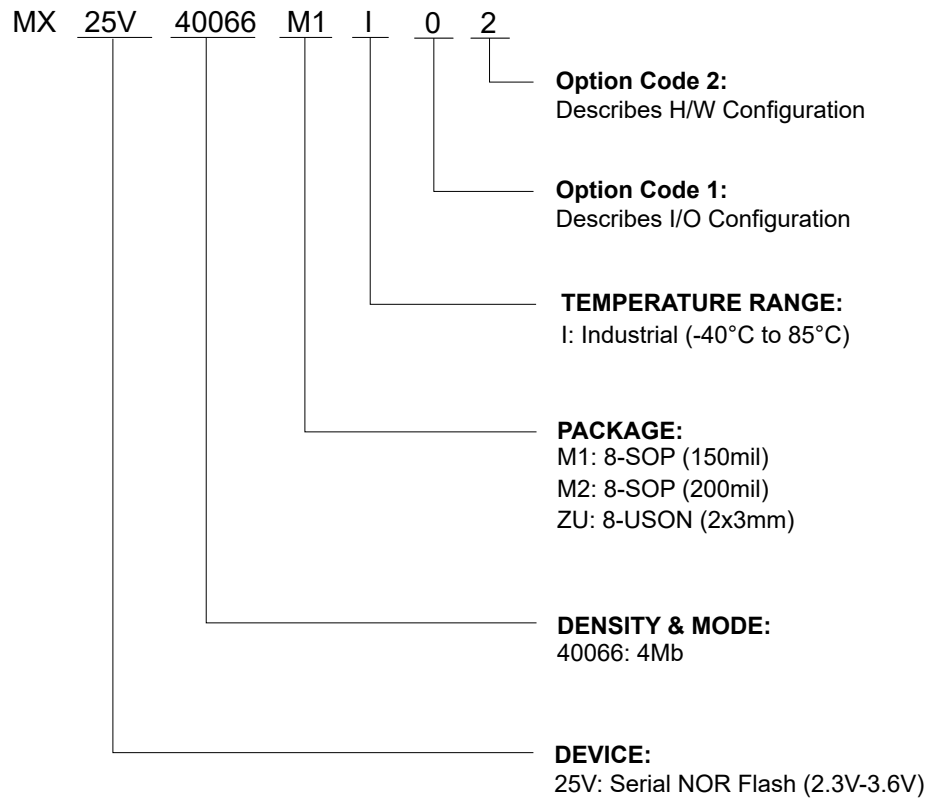 MX 25V 40066 M1 I 0 2
Option Code 2:
Describes H/W Configuration
Option Code 1:
Describes I/O Configuration
TEMPERATURE RANGE:
I: Industrial (-40°C to 85°C)
PACKAGE:
M1: 8-SOP (150mil)
M2: 8-SOP (200mil)
ZU: 8-USON (2x3mm)
DENSITY & MODE:
40066: 4Mb
DEVICE:
25V: Serial NOR Flash (2.3V-3.6V)